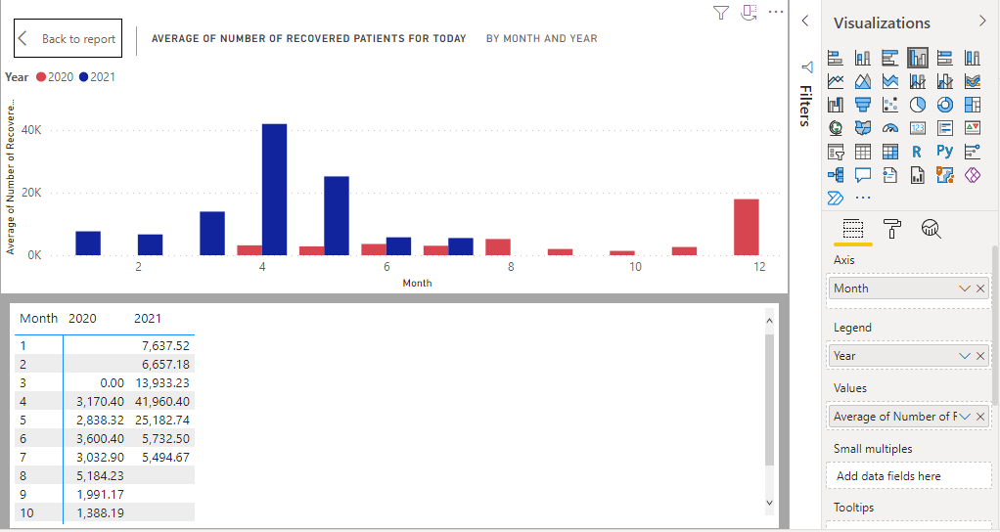 Back to report
AVERAGE OF NUMBER OF RECOVERED PATIENTS FOR TODAY BY MONTH AND YEAR
Year 2020 2021
Average of Number of Recovere...
40K
20K
0K
2 4 6 8 10 12
Month
Month 2020 2021
1 7,637.52
2 6,657.18
3 0.00 13,933.23
4 3,170.40 41,960.40
5 2,838.32 25,182.74
6 3,600.40 5,732.50
7 3,032.90 5,494.67
8 5,184.23
9 1,991.17
10 1,388.19
Filters
Visualizations
123
R Py
Axis
Month
Legend
Year
Values
Average of Number of F
Small multiples
Add data fields here
Tooltips